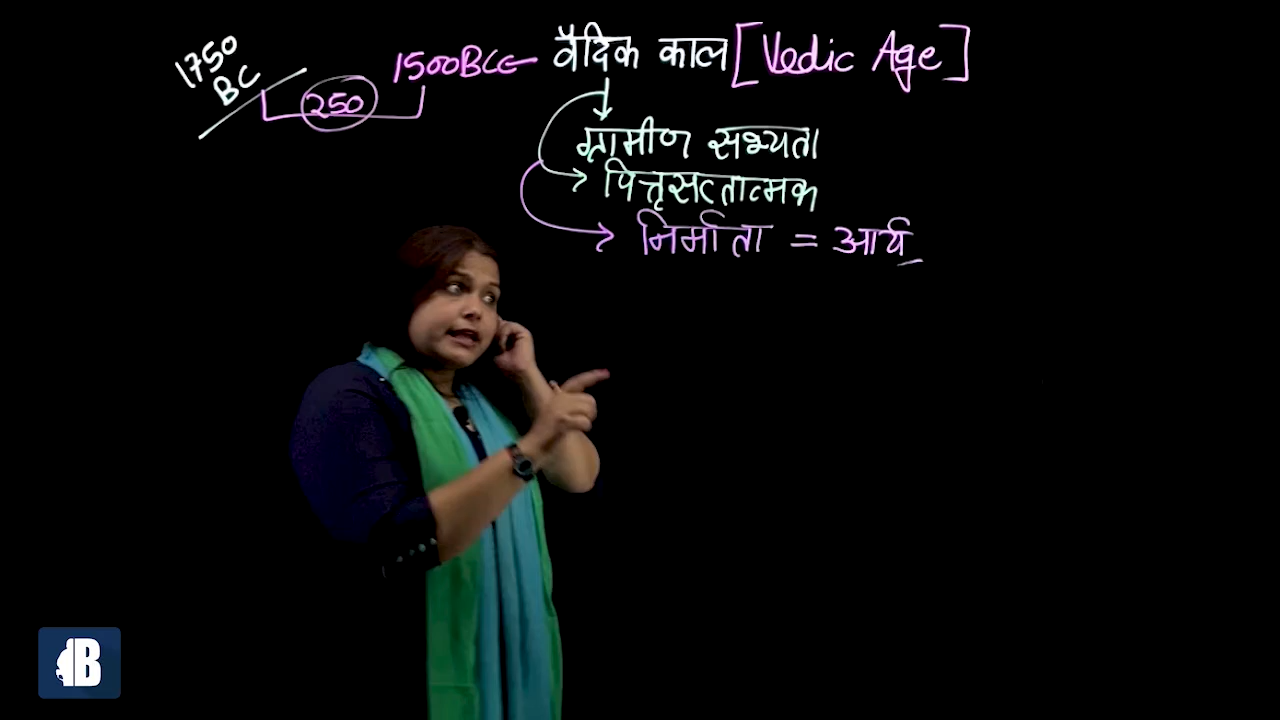 1750
BC
250
1500BCE वैदिक काल [Vedic Age]
ग्रामीण सभ्यता
पितृसत्तात्मक
निर्माता = आर्य
B